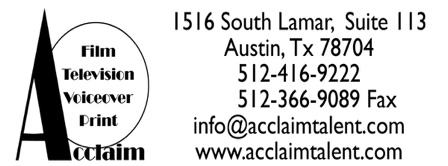 Film
Television
Voiceover
Print
Acclaim
1516 South Lamar, Suite 113
Austin, Tx 78704
512-416-9222
512-366-9089 Fax
info@acclaimtalent.com
www.acclaimtalent.com